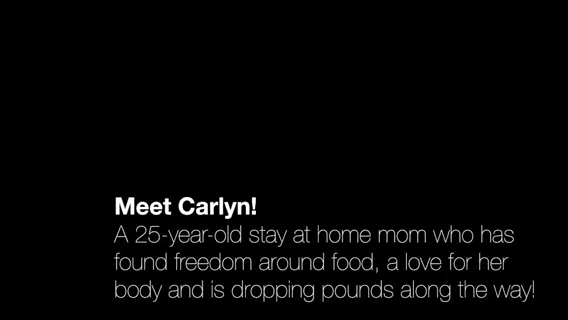 Meet Carlyn!
A 25-year-old stay at home mom who has
found freedom around food, a love for her
body and is dropping pounds along the way!